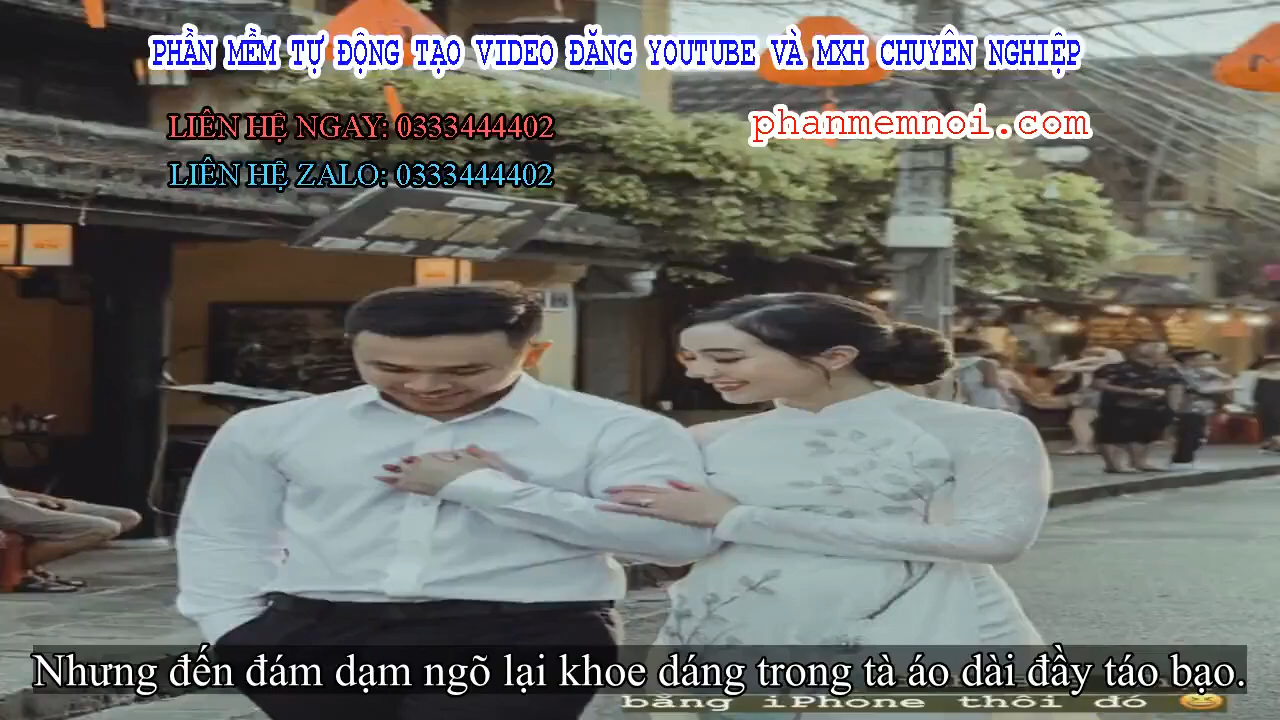 PHẦN MỀM TỰ ĐỘNG TẠO VIDEO ĐĂNG YOUTUBE VÀ MXH CHUYÊN NGHIỆP
LIÊN HỆ NGAY: 0333444402
phanmemnoi.com
LIÊN HỆ ZALO: 0333444402
Nhưng đến đám dạm ngõ lại khoe dáng trong tà áo dài đầy táo bạo.
bằng iPhone thôi đó 😆